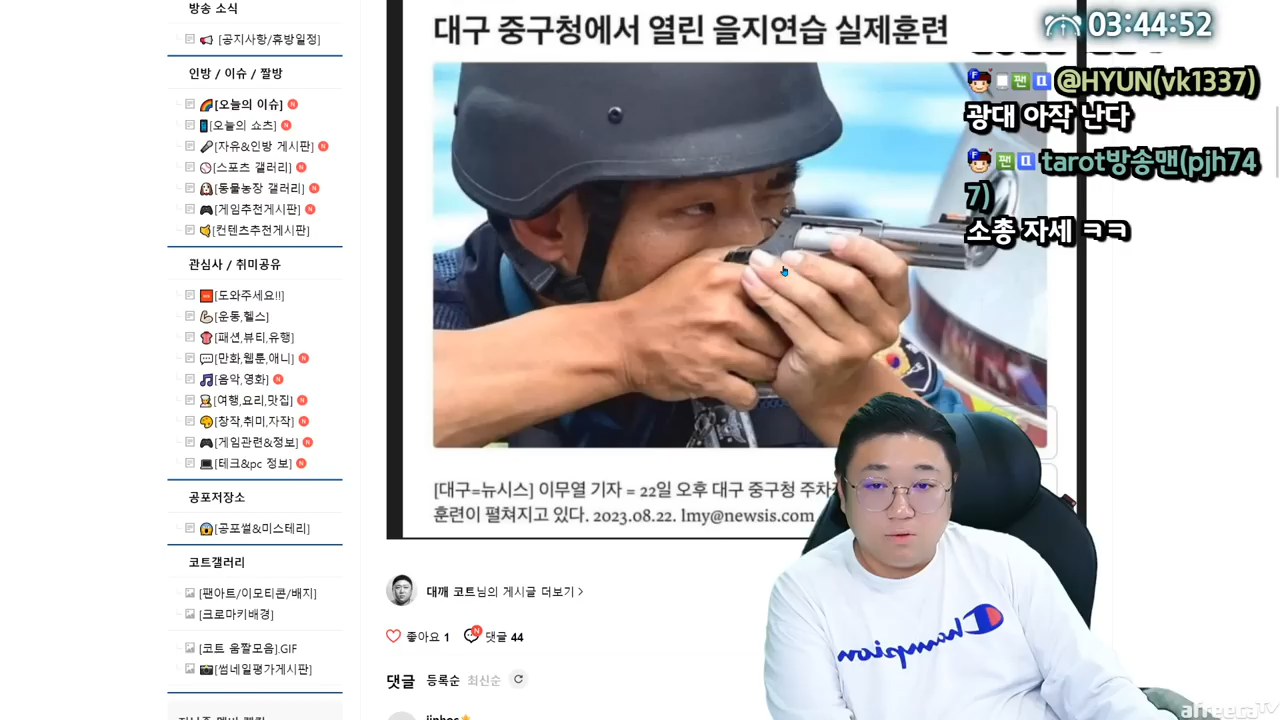 방송 소식
[공지사항/휴방일정]
인방 / 이슈 / 짤방
[오늘의 이슈] N
[오늘의 쇼츠] N
[자유&인방 게시판] N
[스포츠 갤러리] N
[동물농장 갤러리] N
[게임추천게시판] N
[컨텐츠추천게시판]
관심사 / 취미공유
[도와주세요!!]
[운동,헬스]
[패션,뷰티,유행]
[만화,웹툰,애니] N
[음악,영화] N
[여행,요리,맛집] N
[창작,취미,자작] N
[게임관련&정보] N
[테크&pc 정보] N
공포저장소
[공포썰&미스테리]
코트갤러리
[팬아트/이모티콘/배지]
[크로마키배경]
[코트 움짤모음].GIF
[썸네일평가게시판]
대구 중구청에서 열린 을지연습 실제훈련
[대구=뉴시스] 이무열 기자 = 22일 오후 대구 중구청
훈련이 펼쳐지고 있다. 2023.08.22. lmy@newsis.com
대깨 코트님의 게시글 더보기 >
좋아요 1 N 댓글 44
댓글 등록순 최신순
03:44:52
F 팬 @HYUN(vk1337)
광대 아작 난다
F 팬 tarot방송맨(pjh74
7)
소총 자세 ㅋㅋ
Champion
afreecaTV